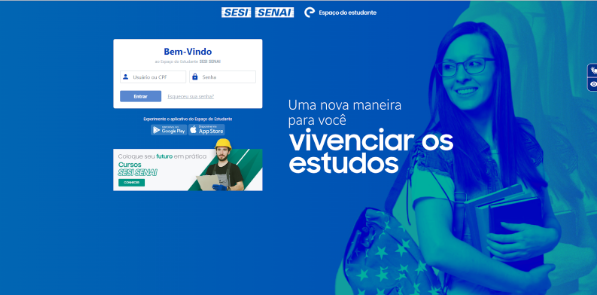 SESI SENAI Espaço do estudante
Bem-Vindo
ao Espaço do Estudante SESI SENAI
Usuário ou CPF
Senha
Entrar
Esqueceu sua senha?
Experimente o aplicativo do Espaço do Estudante
Google Play
App Store
Coloque seu futuro em prática
Cursos
SESI SENAI
Uma nova maneira
para você
vivenciar os
estudos